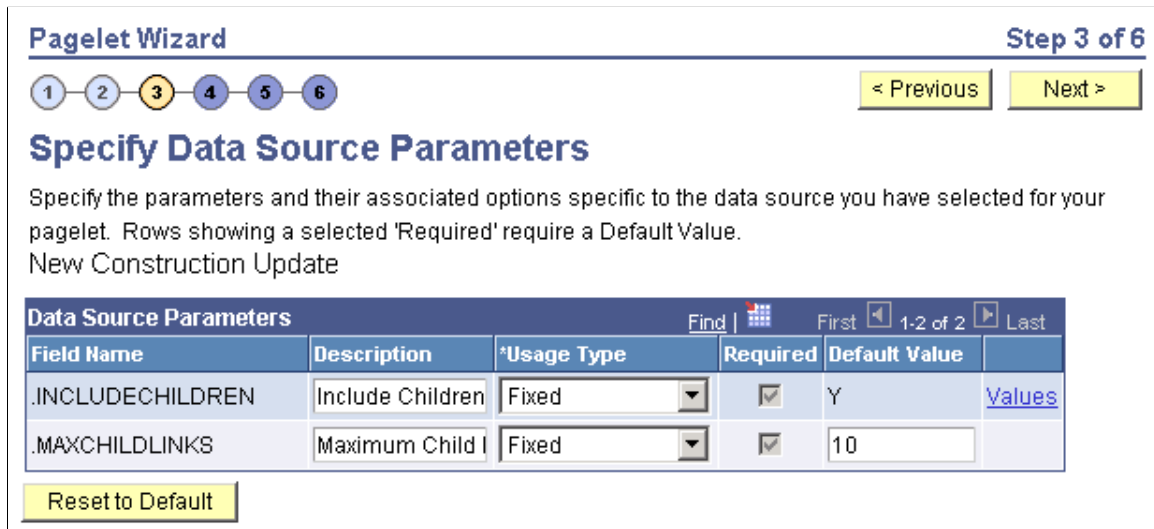 Pagelet Wizard Step 3 of 6
1 2 3 4 5 6 < Previous Next >
Specify Data Source Parameters
Specify the parameters and their associated options specific to the data source you have selected for your
pagelet. Rows showing a selected 'Required' require a Default Value.
New Construction Update
Data Source Parameters Find | First 1-2 of 2 Last
Field Name Description *Usage Type Required Default Value
.INCLUDECHILDREN Include Children Fixed Y Values
.MAXCHILDLINKS Maximum Child Fixed 10
Reset to Default